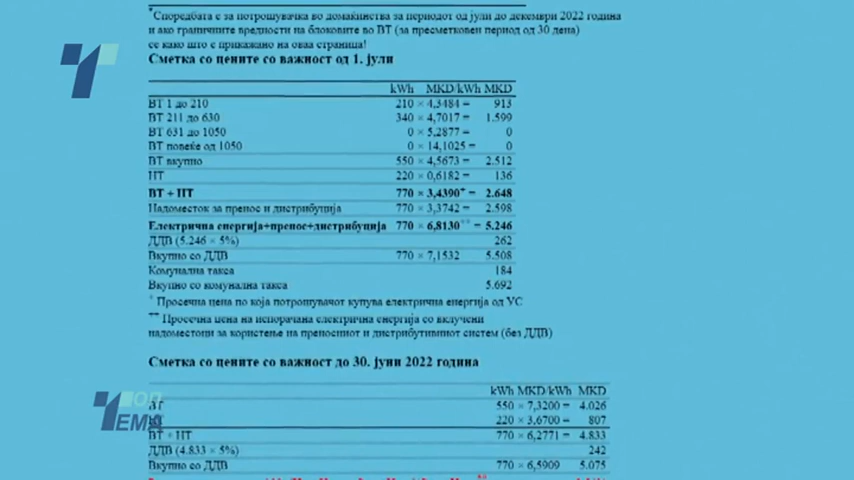 *Споредбата е за потрошувачка во домаќинства за периодот од јули до декември 2022 година
и ако граничните вредности на блоковите во ВТ (за пресметковен период од 30 дена)
се како што е прикажано на оваа страница!
Сметка со цените со важност од 1. јули
kWh MKD/kWh MKD
ВТ 1 до 210 210 × 4,3484 = 913
ВТ 211 до 630 340 × 4,7017 = 1.599
ВТ 631 до 1050 0 × 5,2877 = 0
ВТ повеќе од 1050 0 × 14,1025 = 0
ВТ вкупно 550 × 4,5673 = 2.512
НТ 220 × 0,6182 = 136
ВТ + НТ 770 × 3,4390* = 2.648
Надоместок за пренос и дистрибуција 770 × 3,3742 = 2.598
Електрична енергија+пренос+дистрибуција 770 × 6,8130** = 5.246
ДДВ (5.246 × 5%) 262
Вкупно со ДДВ 770 × 7,1532 5.508
Комунална такса 184
Вкупно со комунална такса 5.692
* Просечна цена по која потрошувачот купува електрична енергија од УС
** Просечна цена на испорачана електрична енергија со вклучени
надоместоци за користење на преносниот и дистрибутивниот систем (без ДДВ)
Сметка со цените со важност до 30. јуни 2022 година
kWh MKD/kWh MKD
ВТ 550 × 7,3200 = 4.026
НТ 220 × 3,6700 = 807
ВТ + НТ 770 × 6,2771 = 4.833
ДДВ (4.833 × 5%) 242
Вкупно со ДДВ 770 × 6,5909 5.075
ТОП
ТЕМА